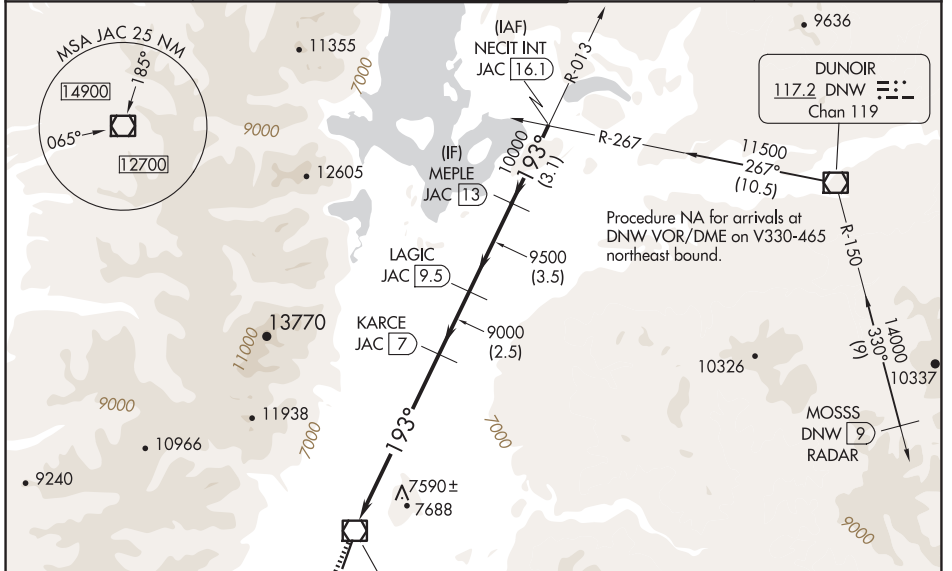 MSA JAC 25 NM
14900
185°
065°
12700
11355
7000
9000
12605
(IAF)
NECIT INT
JAC 16.1
R-013
9636
DUNOIR
117.2 DNW
Chan 119
R-267
11500
267°
(10.5)
10000
193°
(3.1)
(IF)
MEPLE
JAC 13
Procedure NA for arrivals at
DNW VOR/DME on V330-465
northeast bound.
R-150
LAGIC
JAC 9.5
9500
(3.5)
KARCE
JAC 7
9000
(2.5)
13770
11000
14000
330°
(9)
10326
10337
9000
11938
7000
193°
7000
MOSSS
DNW 9
RADAR
10966
9240
7590±
7688
9000